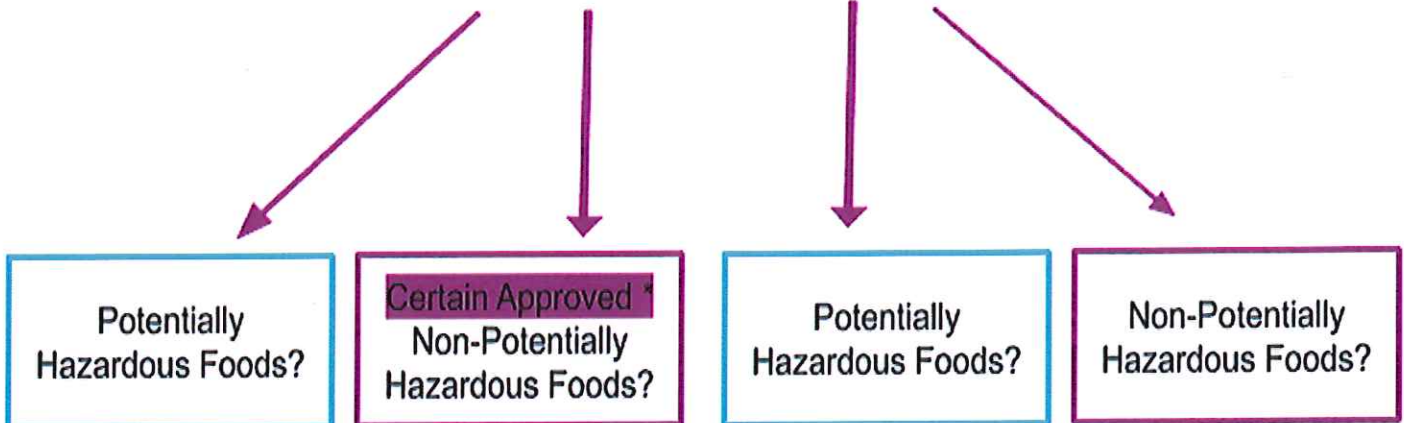 Potentially
Hazardous Foods?
Certain Approved *
Non-Potentially
Hazardous Foods?
Potentially
Hazardous Foods?
Non-Potentially
Hazardous Foods?